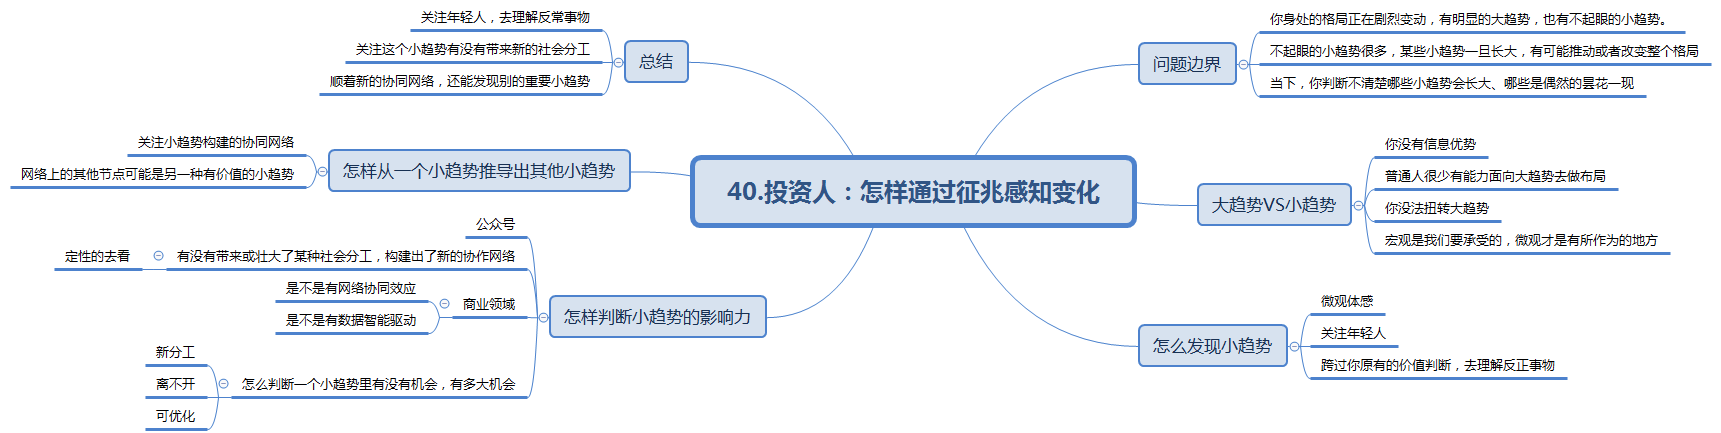 40.投资人：怎样通过征兆感知变化
问题边界
你身处的格局正在剧烈变动，有明显的大趋势，也有不起眼的小趋势。
不起眼的小趋势很多，某些小趋势一旦长大，有可能推动或者改变整个格局
当下，你判断不清楚哪些小趋势会长大、哪些是偶然的昙花一现
大趋势VS小趋势
你没有信息优势
普通人很少有能力面向大趋势去做布局
你没法扭转大趋势
宏观是我们要承受的，微观才是有所作为的地方
怎么发现小趋势
微观体感
关注年轻人
跨过你原有的价值判断，去理解反正事物
怎样判断小趋势的影响力
公众号
有没有带来或壮大了某种社会分工，构建出了新的协作网络
定性的去看
商业领域
是不是有网络协同效应
是不是有数据智能驱动
怎么判断一个小趋势里有没有机会，有多大机会
新分工
离不开
可优化
怎样从一个小趋势推导出其他小趋势
关注小趋势构建的协同网络
网络上的其他节点可能是另一种有价值的小趋势
总结
关注年轻人，去理解反常事物
关注这个小趋势有没有带来新的社会分工
顺着新的协同网络，还能发现别的重要小趋势